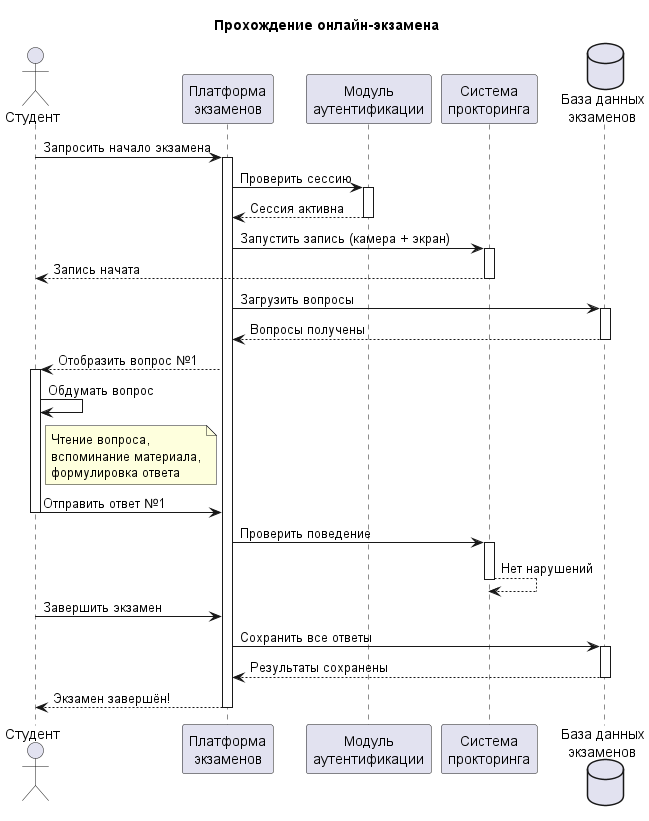 Прохождение онлайн-экзамена
Студент
Платформа
экзаменов
Модуль
аутентификации
Система
прокторинга
База данных
экзаменов
Запросить начало экзамена
Проверить сессию
Сессия активна
Запустить запись (камера + экран)
Запись начата
Загрузить вопросы
Вопросы получены
Отобразить вопрос №1
Обдумать вопрос
Чтение вопроса,
вспоминание материала,
формулировка ответа
Отправить ответ №1
Проверить поведение
Нет нарушений
Завершить экзамен
Сохранить все ответы
Результаты сохранены
Экзамен завершён!
Студент
Платформа
экзаменов
Модуль
аутентификации
Система
прокторинга
База данных
экзаменов